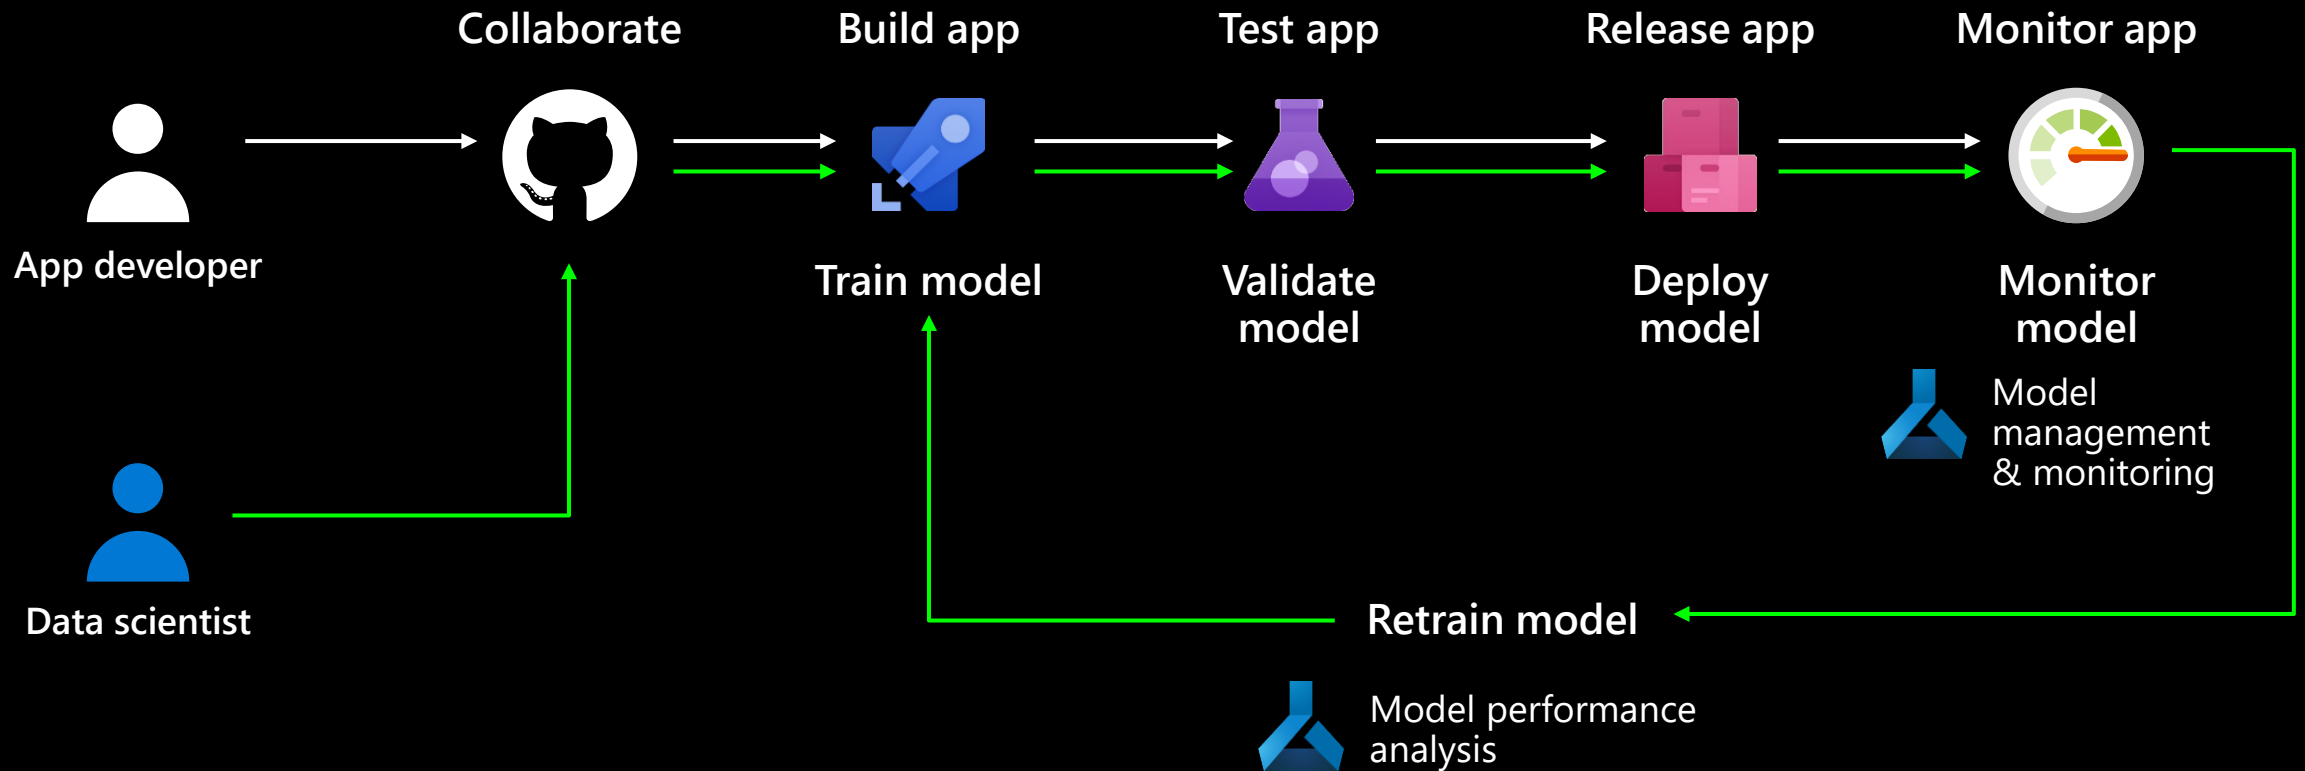 Collaborate
Build app
Test app
Release app
Monitor app
App developer
Train model
Validate
model
Deploy
model
Monitor
model
Model
management
& monitoring
Data scientist
Retrain model
Model performance
analysis